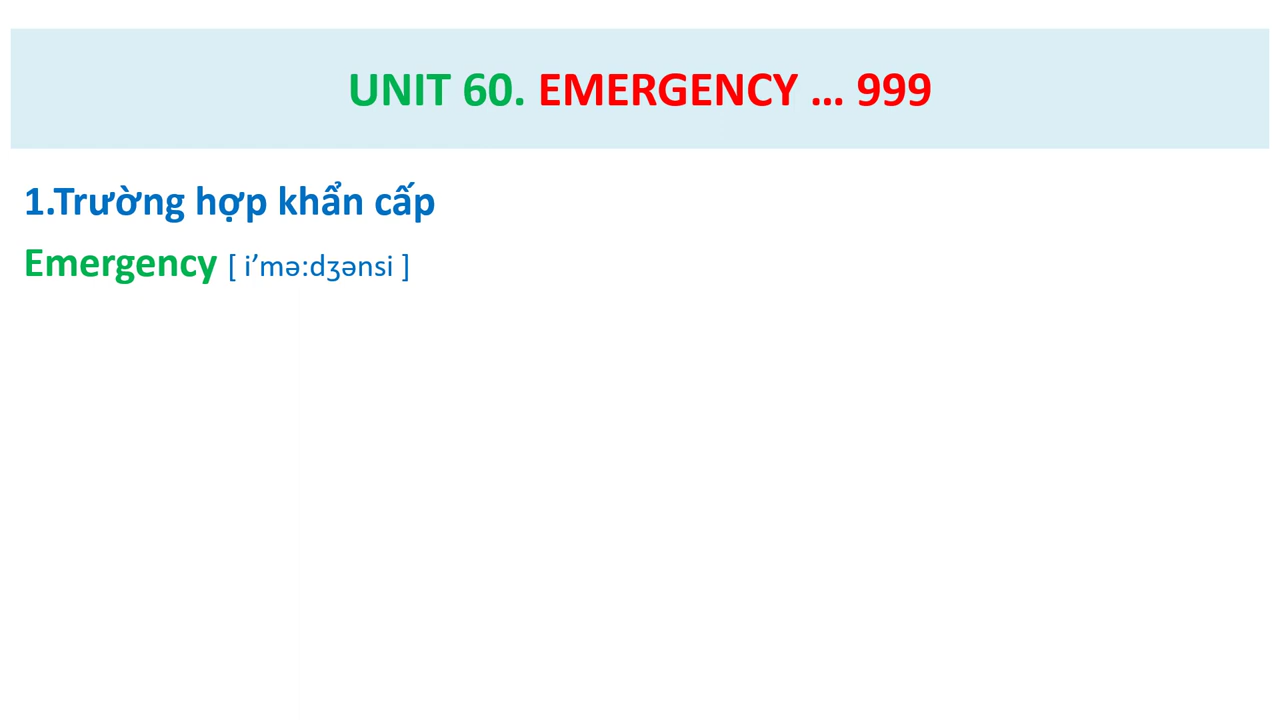 UNIT 60. EMERGENCY … 999
1.Trường hợp khẩn cấp
Emergency [ i’mə:dʒənsi ]